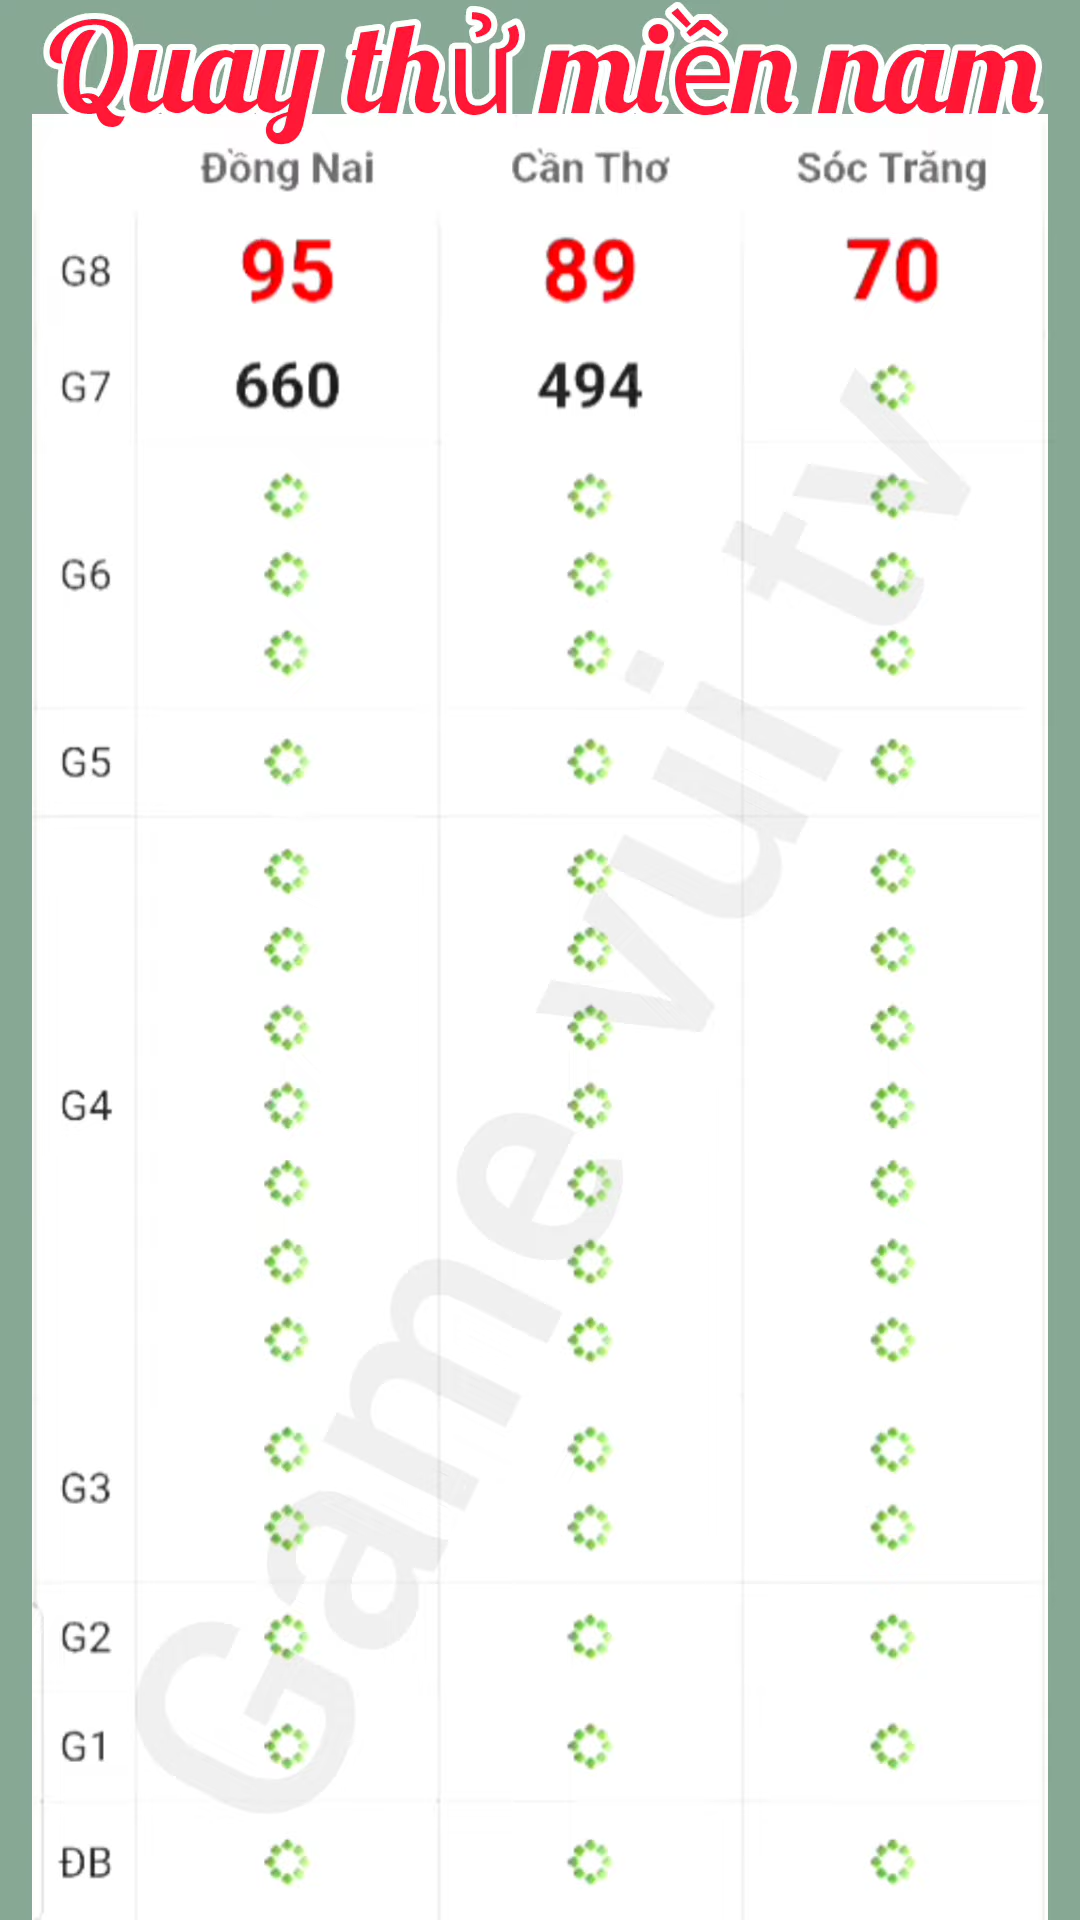 Quay thử miền nam
Đồng Nai Cần Thơ Sóc Trăng
G8 95 89 70
G7 660 494
G6
G5
G4
G3
G2
G1
ĐB
Game vui tv